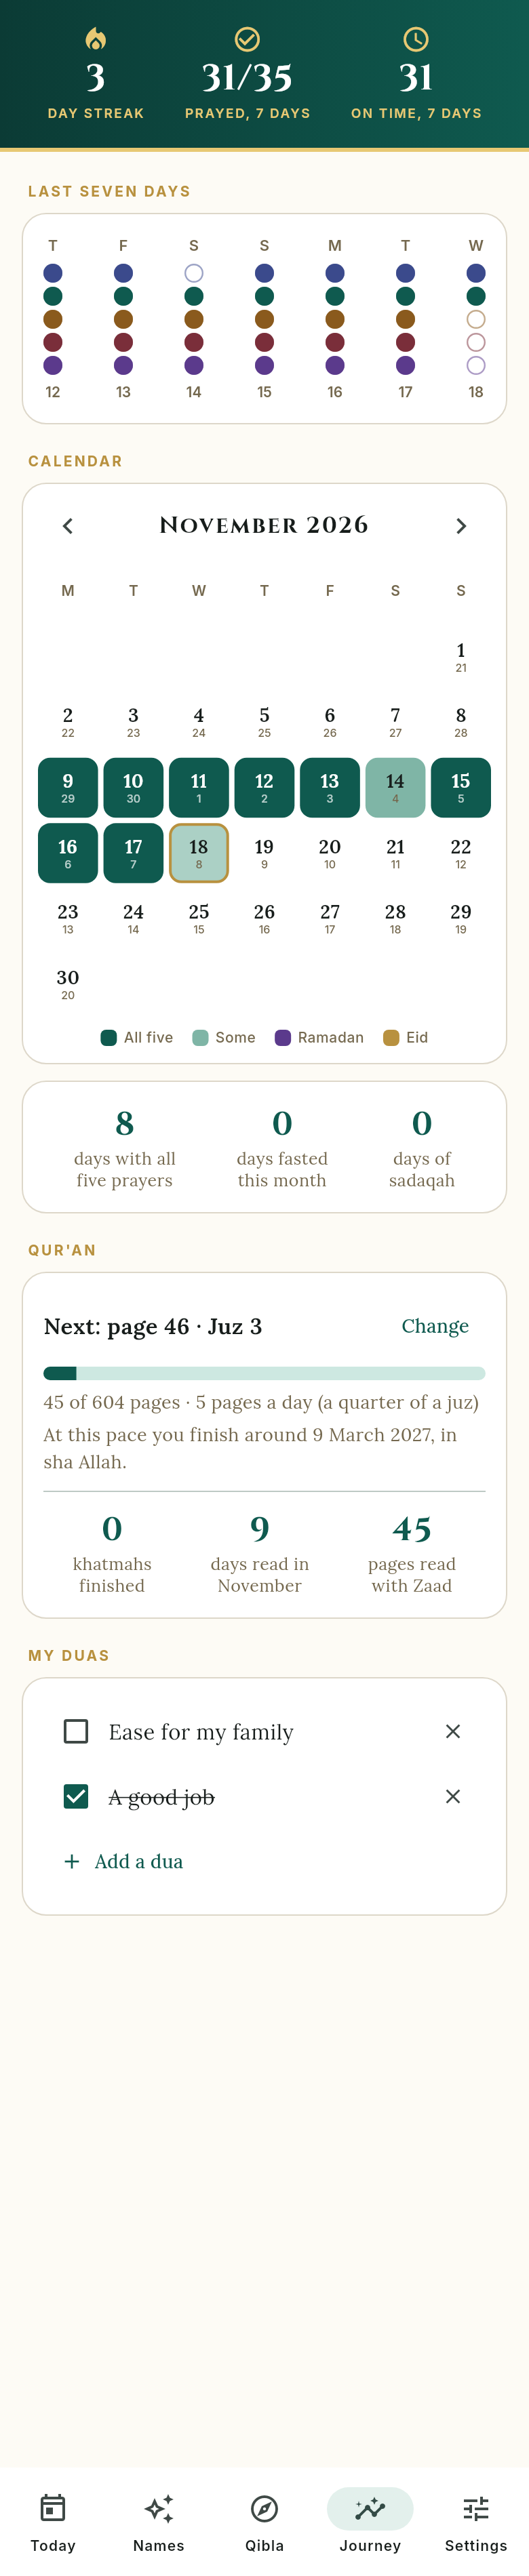 3 31/35 31
DAY STREAK PRAYED, 7 DAYS ON TIME, 7 DAYS
LAST SEVEN DAYS
T F S S M T W
12 13 14 15 16 17 18
CALENDAR
November 2026
M T W T F S S
1
21
2 3 4 5 6 7 8
22 23 24 25 26 27 28
9 10 11 12 13 14 15
29 30 1 2 3 4 5
16 17 18 19 20 21 22
6 7 8 9 10 11 12
23 24 25 26 27 28 29
13 14 15 16 17 18 19
30
20
All five Some Ramadan Eid
8 0 0
days with all days fasted days of
five prayers this month sadaqah
QUR'AN
Next: page 46 · Juz 3 Change
45 of 604 pages · 5 pages a day (a quarter of a juz)
At this pace you finish around 9 March 2027, in
sha Allah.
0 9 45
khatmahs days read in pages read
finished November with Zaad
MY DUAS
Ease for my family
A good job
Add a dua
Today Names Qibla Journey Settings